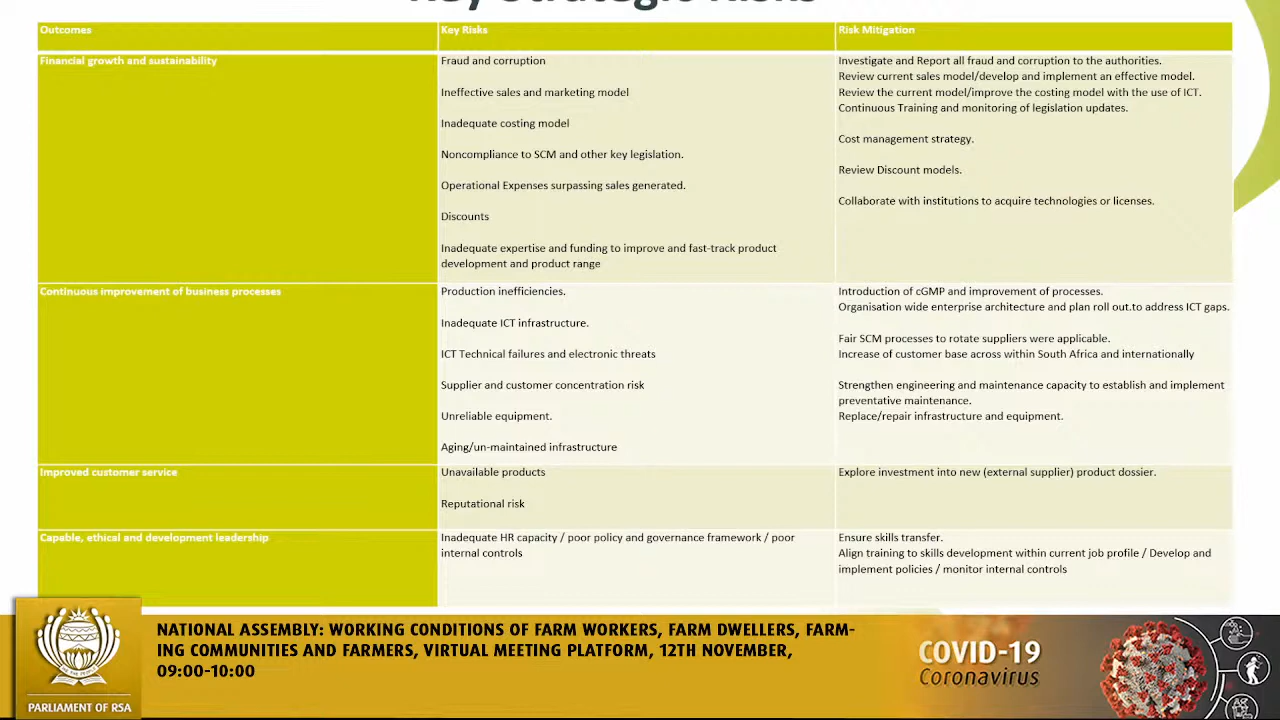 Key Strategic Risks
Outcomes
Key Risks
Risk Mitigation
Financial growth and sustainability
Fraud and corruption
Ineffective sales and marketing model
Inadequate costing model
Noncompliance to SCM and other key legislation.
Operational Expenses surpassing sales generated.
Discounts
Inadequate expertise and funding to improve and fast-track product
development and product range
Investigate and Report all fraud and corruption to the authorities.
Review current sales model/develop and implement an effective model.
Review the current model/improve the costing model with the use of ICT.
Continuous Training and monitoring of legislation updates.
Cost management strategy.
Review Discount models.
Collaborate with institutions to acquire technologies or licenses.
Continuous improvement of business processes
Production inefficiencies.
Inadequate ICT infrastructure.
ICT Technical failures and electronic threats
Supplier and customer concentration risk
Unreliable equipment.
Aging/un-maintained infrastructure
Introduction of cGMP and improvement of processes.
Organisation wide enterprise architecture and plan roll out.to address ICT gaps.
Fair SCM processes to rotate suppliers were applicable.
Increase of customer base across within South Africa and internationally
Strengthen engineering and maintenance capacity to establish and implement
preventative maintenance.
Replace/repair infrastructure and equipment.
Improved customer service
Unavailable products
Reputational risk
Explore investment into new (external supplier) product dossier.
Capable, ethical and development leadership
Inadequate HR capacity / poor policy and governance framework / poor
internal controls
Ensure skills transfer.
Align training to skills development within current job profile / Develop and
implement policies / monitor internal controls
PARLIAMENT OF RSA
NATIONAL ASSEMBLY: WORKING CONDITIONS OF FARM WORKERS, FARM DWELLERS, FARM-
ING COMMUNITIES AND FARMERS, VIRTUAL MEETING PLATFORM, 12TH NOVEMBER,
09:00-10:00
COVID-19
Coronavirus